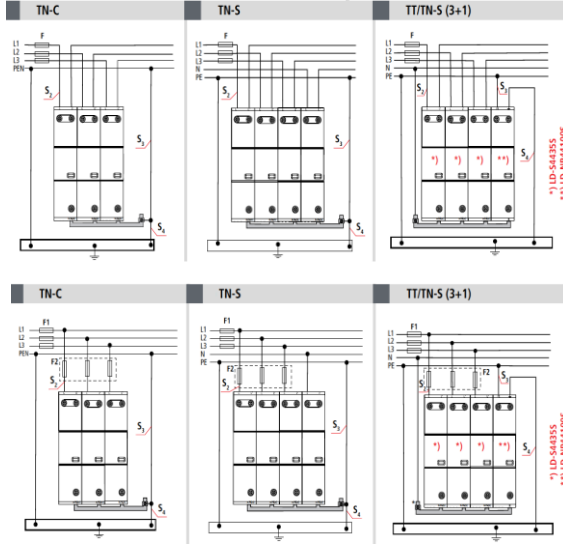 TN-C
F
L1
L2
L3
PEN
S2
S3
S4
TN-S
F
L1
L2
L3
N
PE
S2
S3
S4
TT/TN-S (3+1)
F
L1
L2
L3
N
PE
S2
S3
S4
*) *) *) **)
*) LD-S44355
TN-C
F1
L1
L2
L3
PEN
F2
S2
S3
S4
TN-S
F1
L1
L2
L3
N
PE
F2
S2
S3
S4
TT/TN-S (3+1)
F1
L1
L2
L3
N
PE
F2
S3
S4
*) *) *) **)
*) LD-S44355